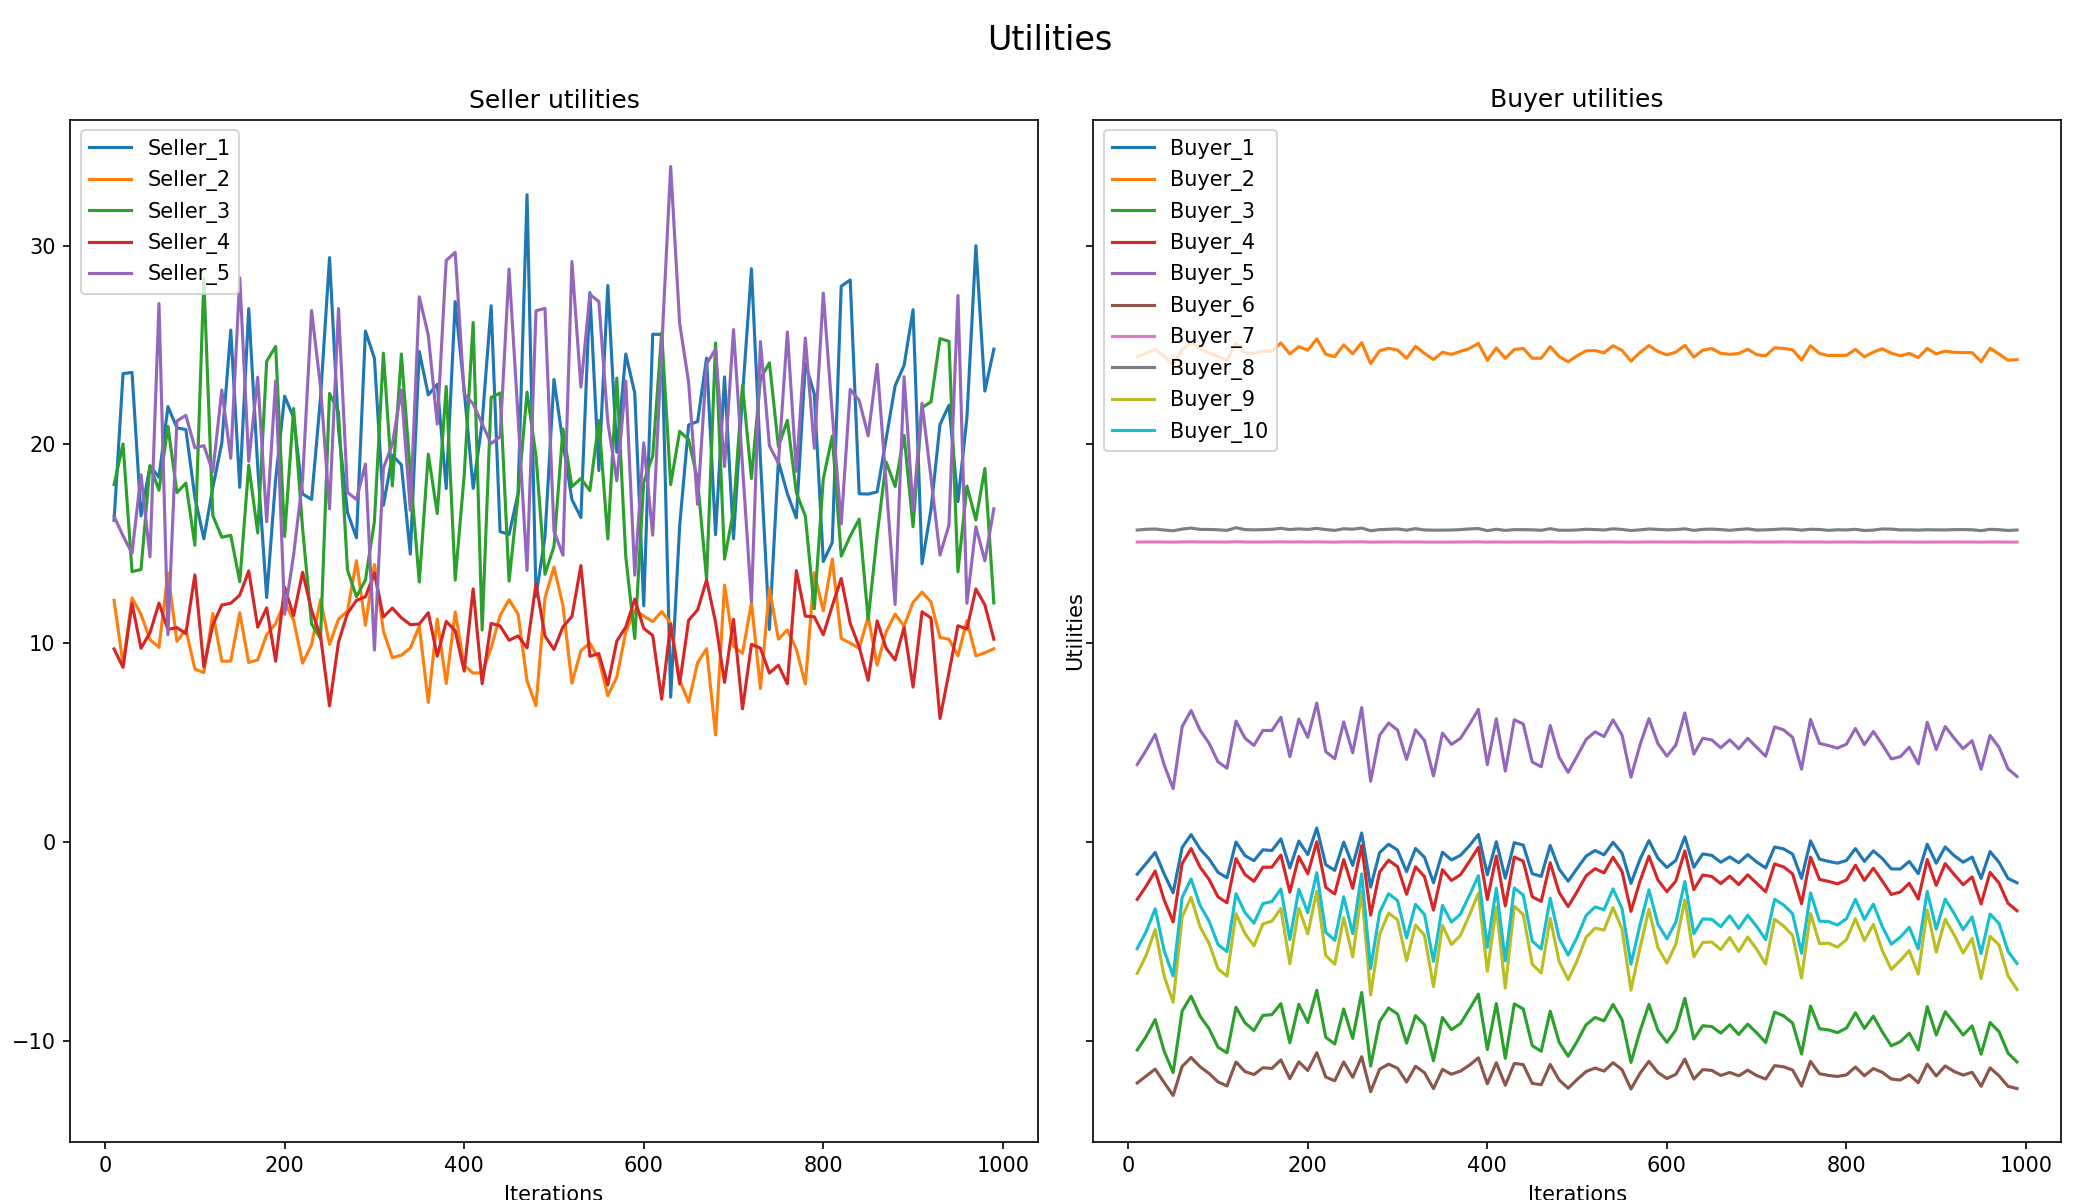 Utilities
Seller utilities
Seller_1
Seller_2
Seller_3
Seller_4
Seller_5
30
20
10
0
−10
0
200
400
600
800
1000
Iterations
Buyer utilities
Buyer_1
Buyer_2
Buyer_3
Buyer_4
Buyer_5
Buyer_6
Buyer_7
Buyer_8
Buyer_9
Buyer_10
Utilities
0
200
400
600
800
1000
Iterations